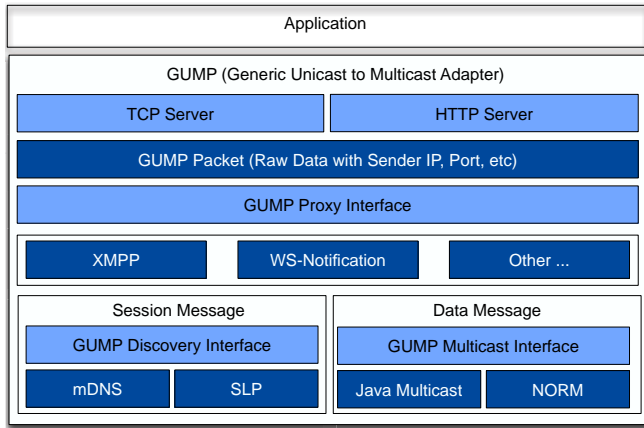 Application
GUMP (Generic Unicast to Multicast Adapter)
TCP Server
HTTP Server
GUMP Packet (Raw Data with Sender IP, Port, etc)
GUMP Proxy Interface
XMPP
WS-Notification
Other ...
Session Message
GUMP Discovery Interface
mDNS
SLP
Data Message
GUMP Multicast Interface
Java Multicast
NORM